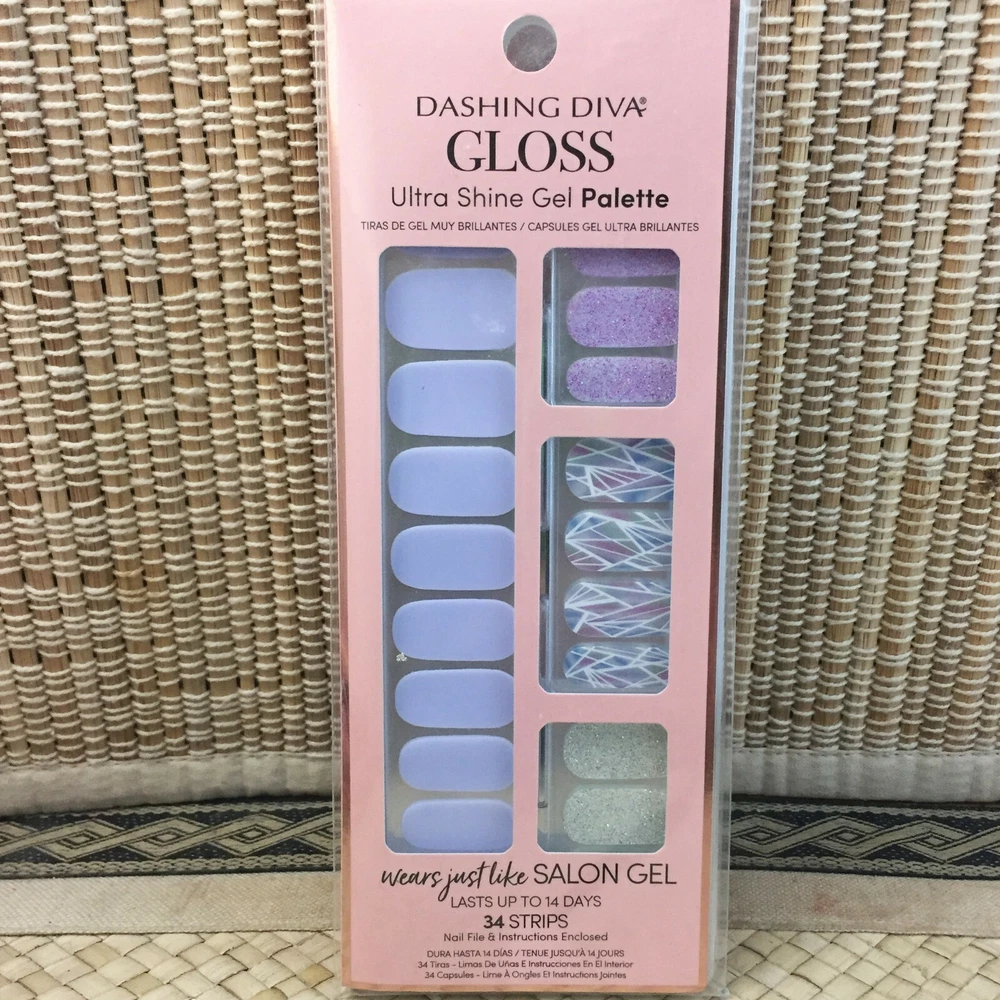 DASHING DIVA®
GLOSS
Ultra Shine Gel Palette
TIRAS DE GEL MUY BRILLANTES / CAPSULES GEL ULTRA BRILLANTES
wears just like SALON GEL
LASTS UP TO 14 DAYS
34 STRIPS
Nail File & Instructions Enclosed
DURA HASTA 14 DÍAS / TENUE JUSQU'À 14 JOURS
34 Tiras – Limas De Uñas E Instrucciones En El Interior
34 Capsules – Lime À Ongles Et Instructions Jointes